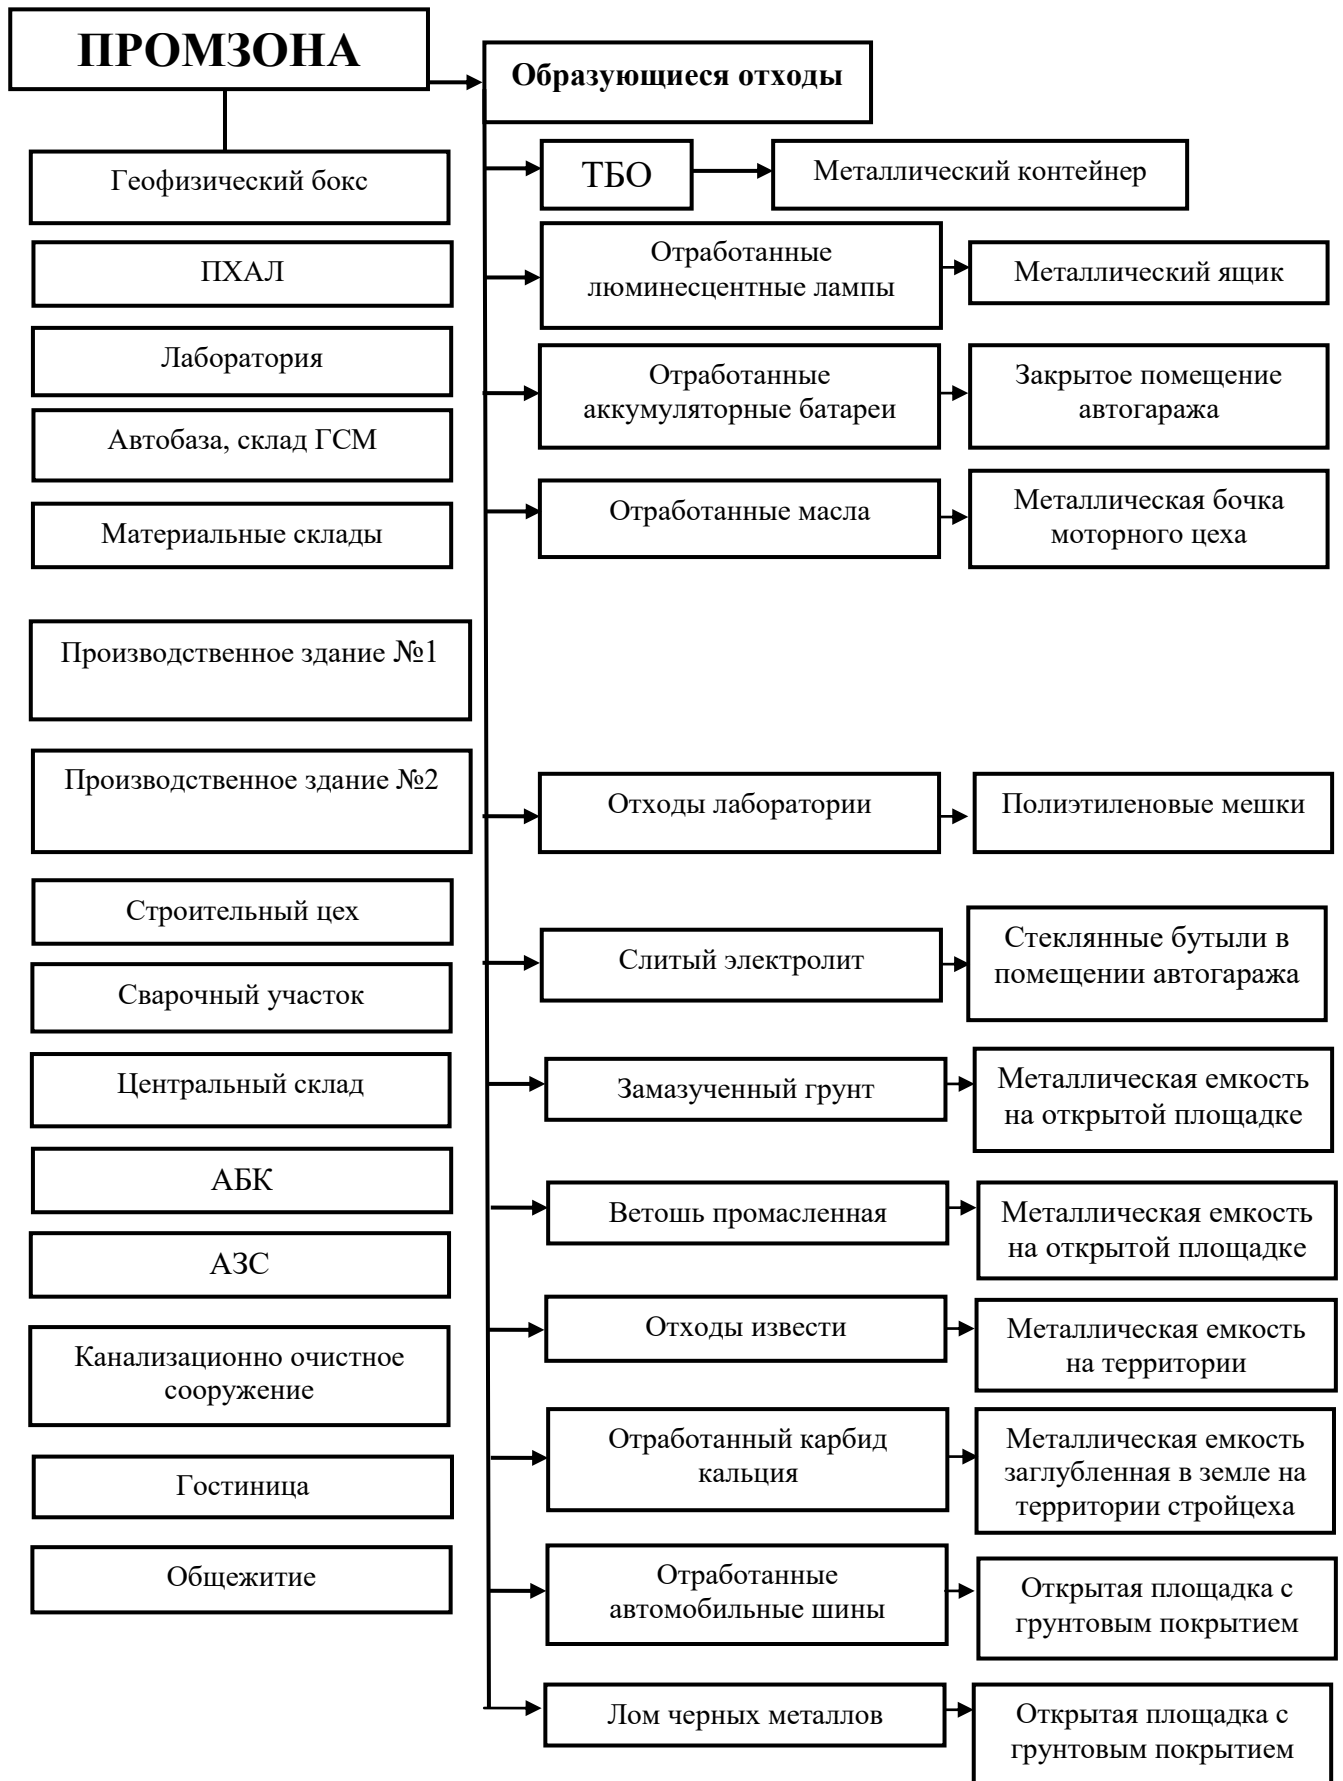 ПРОМЗОНА
Образующиеся отходы
Геофизический бокс
ПХАЛ
Лаборатория
Автобаза, склад ГСМ
Материальные склады
Производственное здание №1
Производственное здание №2
Строительный цех
Сварочный участок
Центральный склад
АБК
АЗС
Канализационно очистное
сооружение
Гостиница
Общежитие
ТБО
Металлический контейнер
Отработанные
люминесцентные лампы
Металлический ящик
Отработанные
аккумуляторные батареи
Закрытое помещение
автогаража
Отработанные масла
Металлическая бочка
моторного цеха
Отходы лаборатории
Полиэтиленовые мешки
Слитый электролит
Стеклянные бутыли в
помещении автогаража
Замазученный грунт
Металлическая емкость
на открытой площадке
Ветошь промасленная
Металлическая емкость
на открытой площадке
Отходы извести
Металлическая емкость
на территории
Отработанный карбид
кальция
Металлическая емкость
заглубленная в земле на
территории стройцеха
Отработанные
автомобильные шины
Открытая площадка с
грунтовым покрытием
Лом черных металлов
Открытая площадка с
грунтовым покрытием